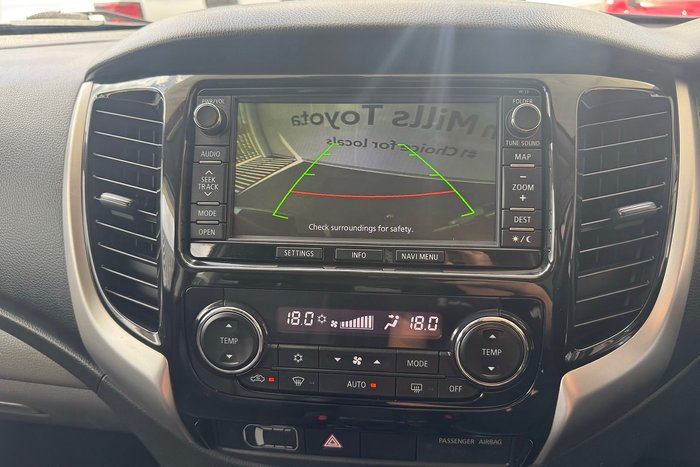 PWR/VOL
FOLDER
n Mills Toyota
#1 Choice for locals
TUNE SOUND
AUDIO
MAP
SEEK
TRACK
ZOOM
MODE
DEST
OPEN
Check surroundings for safety.
SETTINGS
INFO
NAVI MENU
18.0
18.0
TEMP
TEMP
MODE
AUTO
OFF
PASSENGER AIRBAG